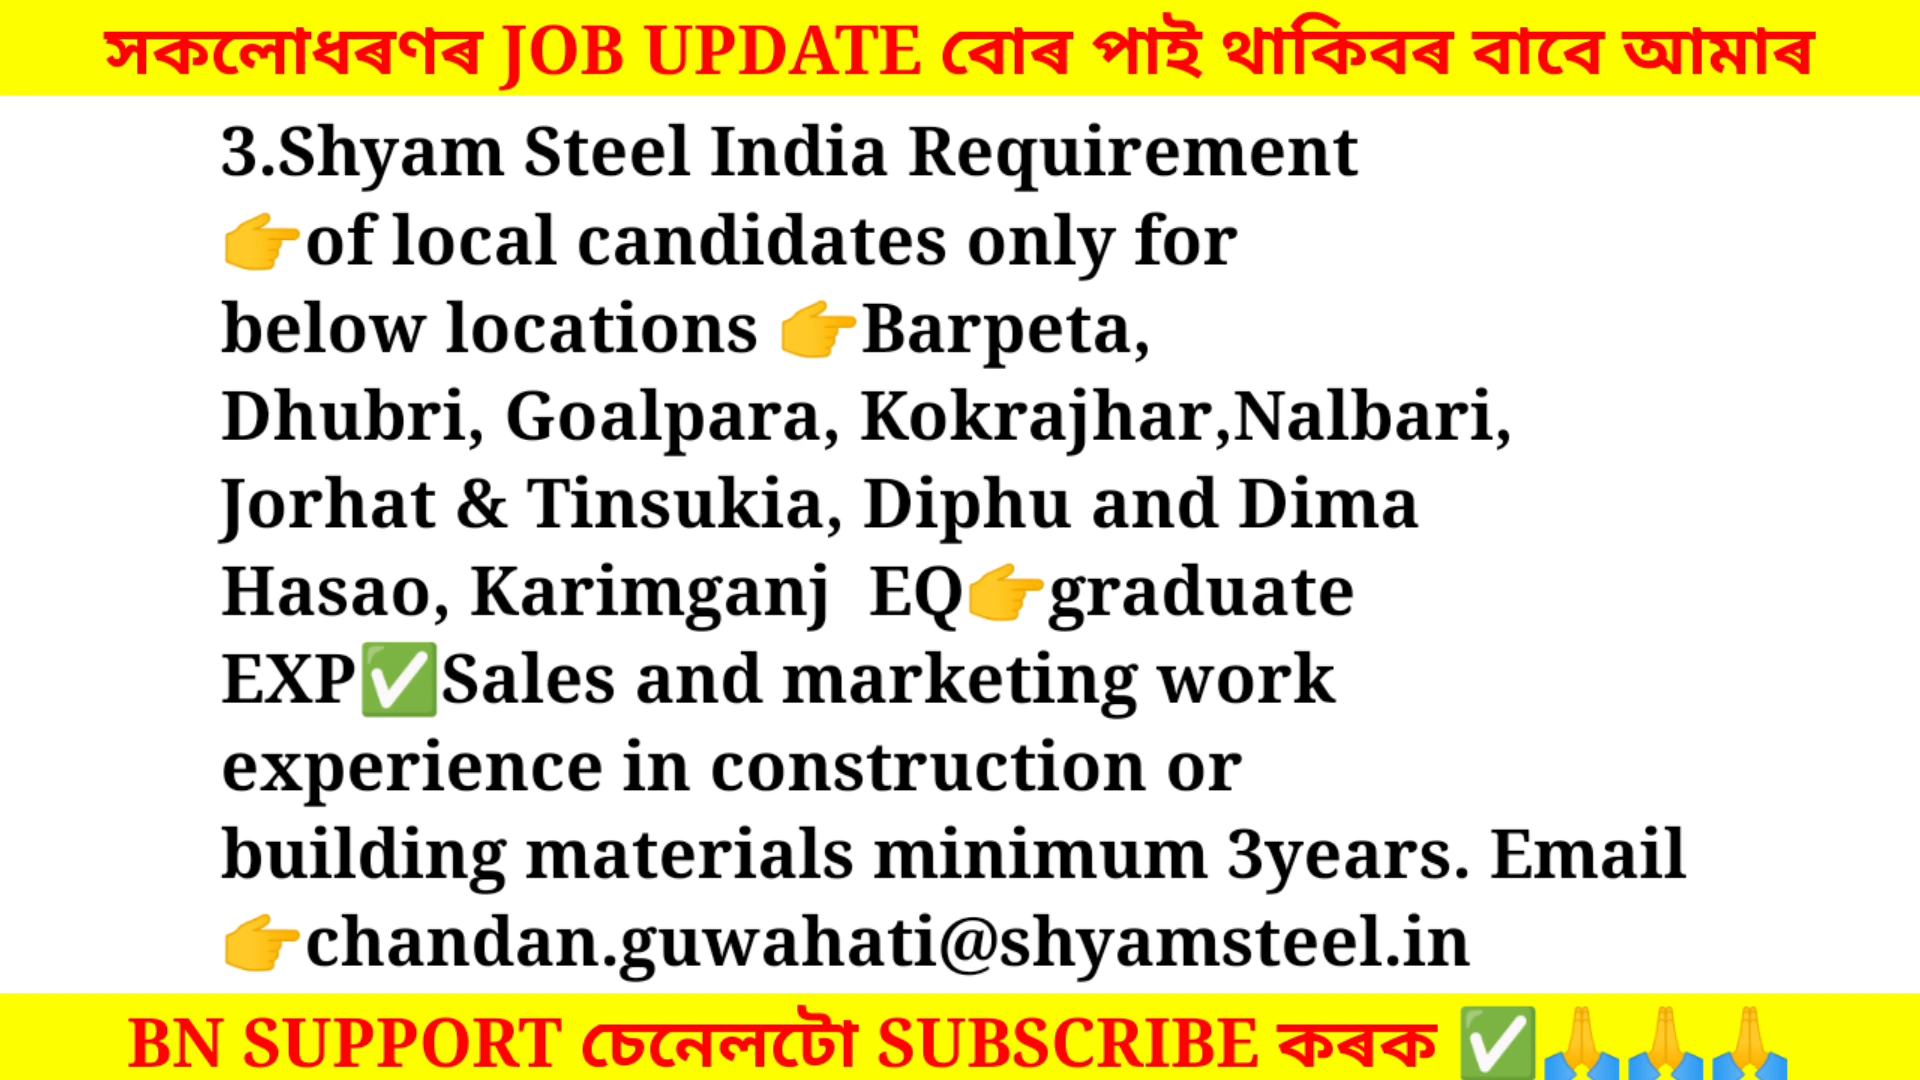 সকলোধৰণৰ JOB UPDATE বোৰ পাই থাকিবৰ বাবে আমাৰ
3.Shyam Steel India Requirement
👉of local candidates only for
below locations 👉Barpeta,
Dhubri, Goalpara, Kokrajhar,Nalbari,
Jorhat & Tinsukia, Diphu and Dima
Hasao, Karimganj  EQ👉graduate
EXP✅Sales and marketing work
experience in construction or
building materials minimum 3years. Email
👉chandan.guwahati@shyamsteel.in
BN SUPPORT চেনেলটো SUBSCRIBE কৰক ✅🙏🙏🙏